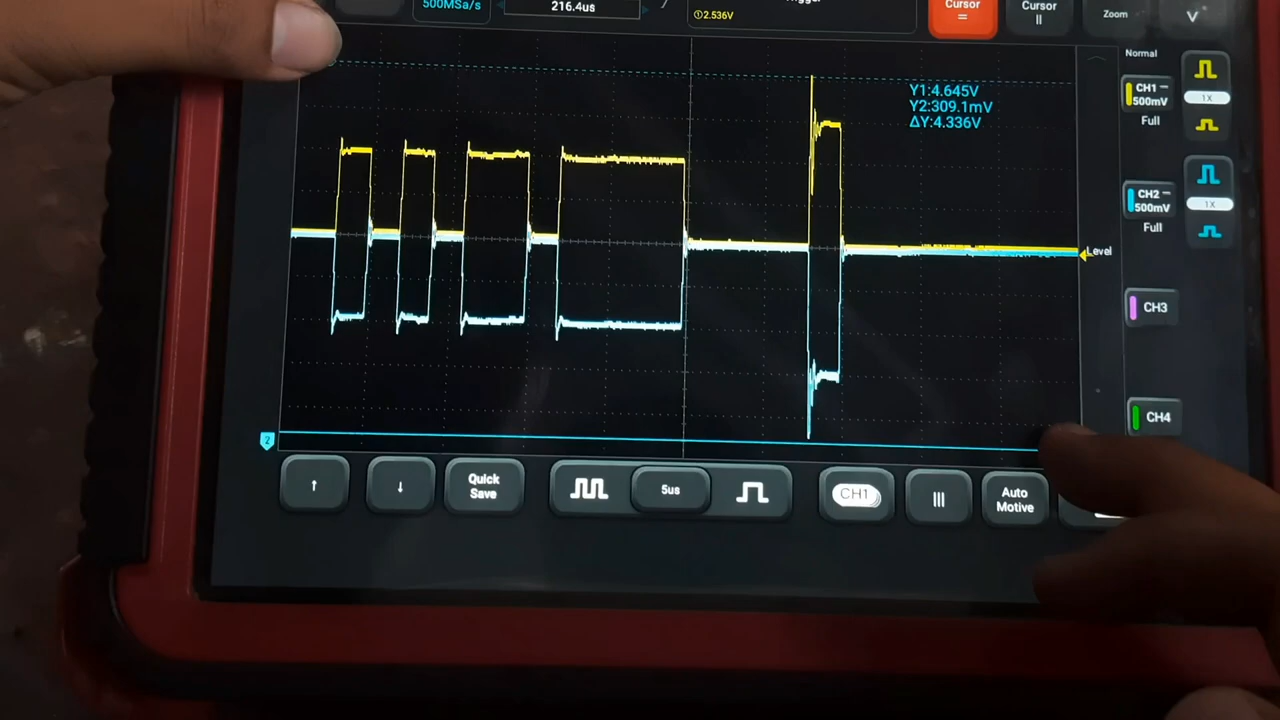 500MSa/s
216.4us
①2.536V
Cursor
=
Cursor
||
Zoom
Y1:4.645V
Y2:309.1mV
ΔY:4.336V
Normal
CH1
500mV
1X
Full
CH2
500mV
1X
Full
Level
CH3
CH4
2
Quick
Save
5us
CH1
Auto
Motive